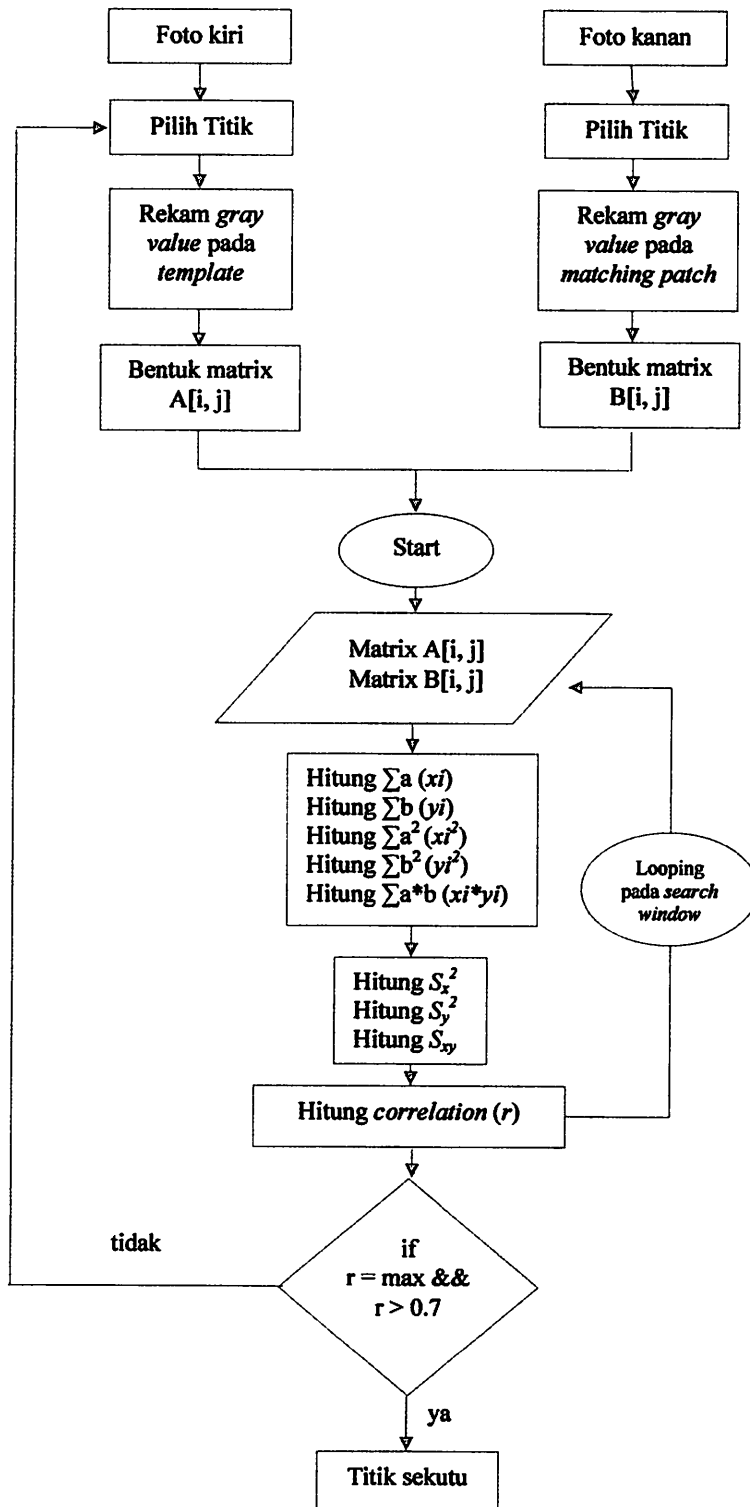 Foto kiri
Foto kanan
Pilih Titik
Pilih Titik
Rekam gray
value pada
template
Rekam gray
value pada
matching patch
Bentuk matrix
A[i, j]
Bentuk matrix
B[i, j]
Start
Matrix A[i, j]
Matrix B[i, j]
Hitung ∑a (xi)
Hitung ∑b (yi)
Hitung ∑a² (xi²)
Hitung ∑b² (yi²)
Hitung ∑a*b (xi*yi)
Looping
pada search
window
Hitung Sₓ²
Hitung S_y²
Hitung S_xy
Hitung correlation (r)
tidak
if
r = max &&
r > 0.7
ya
Titik sekutu